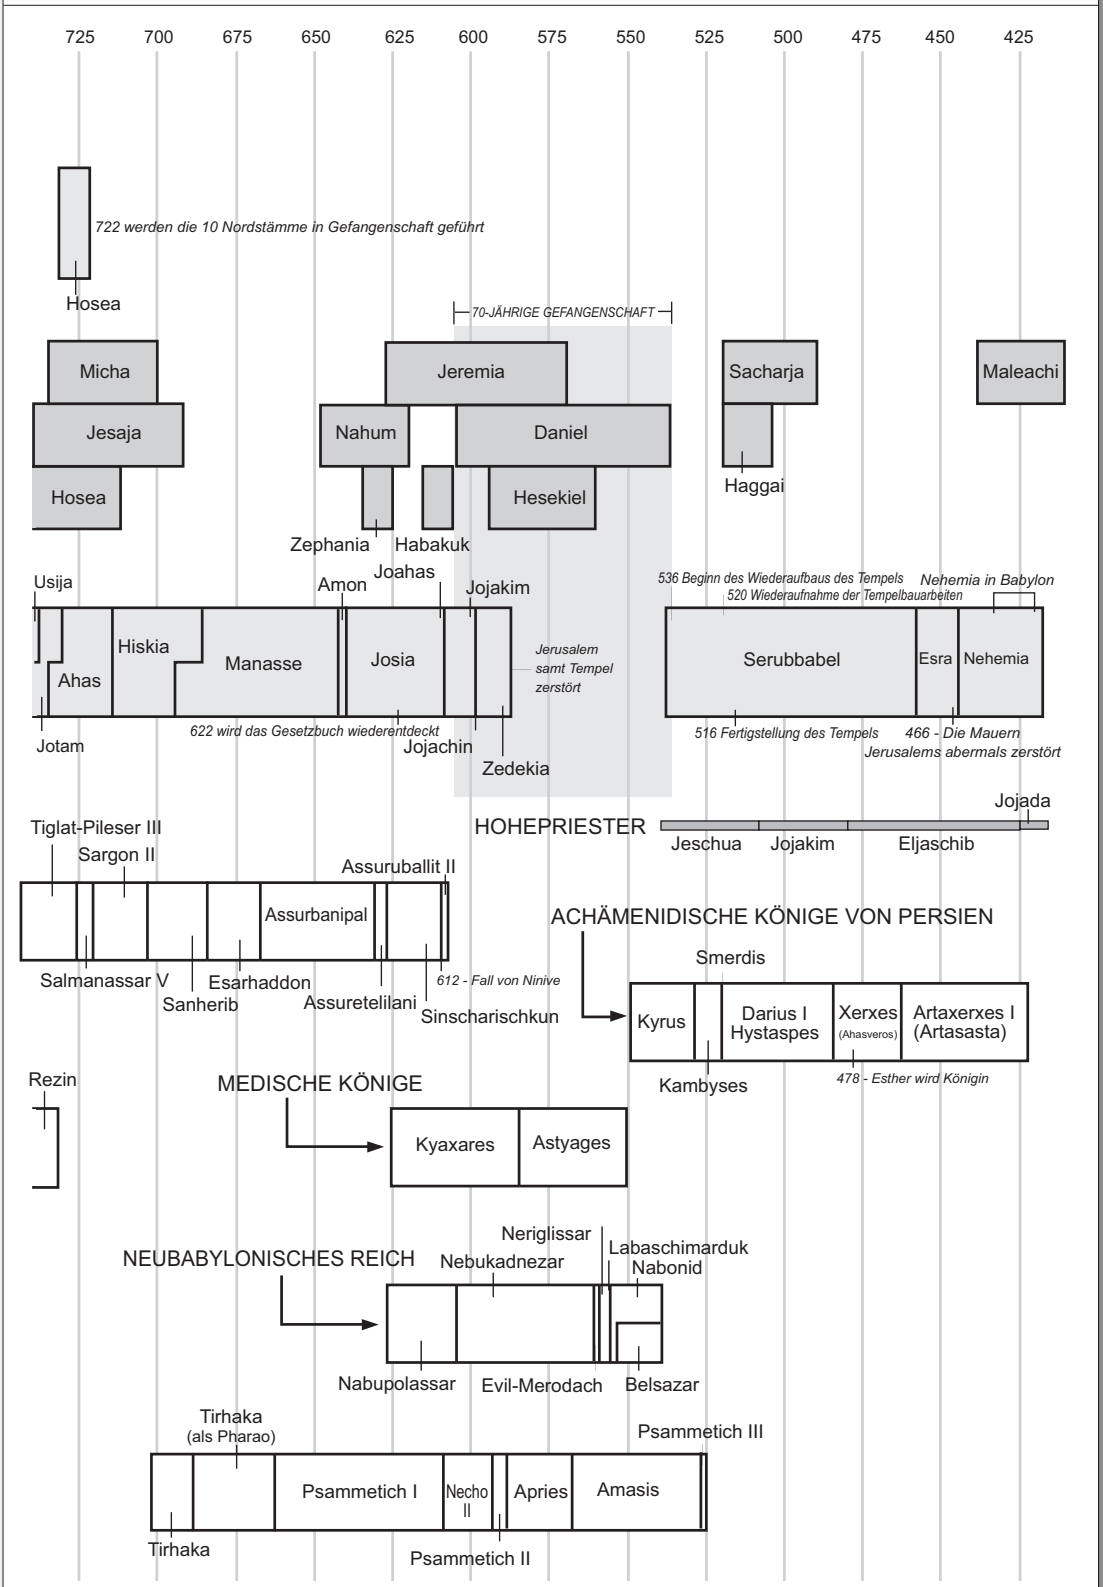 725 700 675 650 625 600 575 550 525 500 475 450 425
722 werden die 10 Nordstämme in Gefangenschaft geführt
Hosea
70-JÄHRIGE GEFANGENSCHAFT
Micha Jeremia Sacharja Maleachi
Jesaja Nahum Daniel
Haggai
Hosea Hesekiel
Zephania Habakuk
Joahas
Usija Amon Jojakim
536 Beginn des Wiederaufbaus des Tempels Nehemia in Babylon
520 Wiederaufnahme der Tempelbauarbeiten
Hiskia
Manasse Josia
Ahas
Jerusalem
samt Tempel
zerstört
Serubbabel Esra Nehemia
622 wird das Gesetzbuch wiederentdeckt
Jotam Jojachin
Zedekia
516 Fertigstellung des Tempels
466 - Die Mauern
Jerusalems abermals zerstört
Jojada
HOHEPRIESTER
Jeschua Jojakim Eljaschib
Tiglat-Pileser III
Sargon II
Assuruballit II
Assurbanipal
Salmanassar V
Sanherib
Esarhaddon
Assuretelilani
612 - Fall von Ninive
Sinscharischkun
ACHÄMENIDISCHE KÖNIGE VON PERSIEN
Smerdis
Kyrus
Darius I
Hystaspes
Xerxes
(Ahasveros)
Artaxerxes I
(Artasasta)
Kambyses
478 - Esther wird Königin
Rezin
MEDISCHE KÖNIGE
Kyaxares Astyages
NEUBABYLONISCHES REICH
Neriglissar
Nebukadnezar
Labaschimarduk
Nabonid
Nabupolassar Evil-Merodach Belsazar
Tirhaka
(als Pharao)
Psammetich III
Psammetich I
Necho
II
Apries Amasis
Tirhaka
Psammetich II